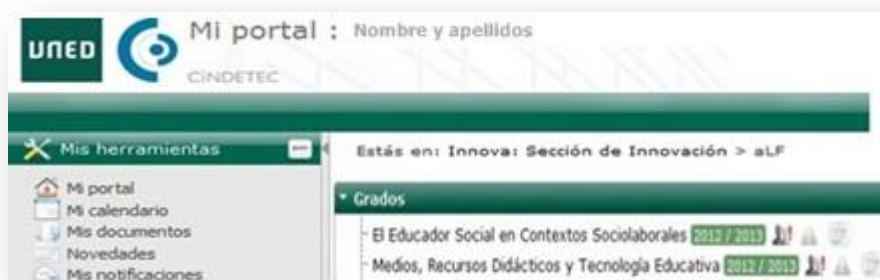 UNED
Mi portal : Nombre y apellidos
CINDETEC
Mis herramientas
Estás en: Innova: Sección de Innovación > aLF
Mi portal
Mi calendario
Mis documentos
Novedades
Mis notificaciones
Grados
El Educador Social en Contextos Sociolaborales 2012 / 2013
Medios, Recursos Didácticos y Tecnología Educativa 2012 / 2013